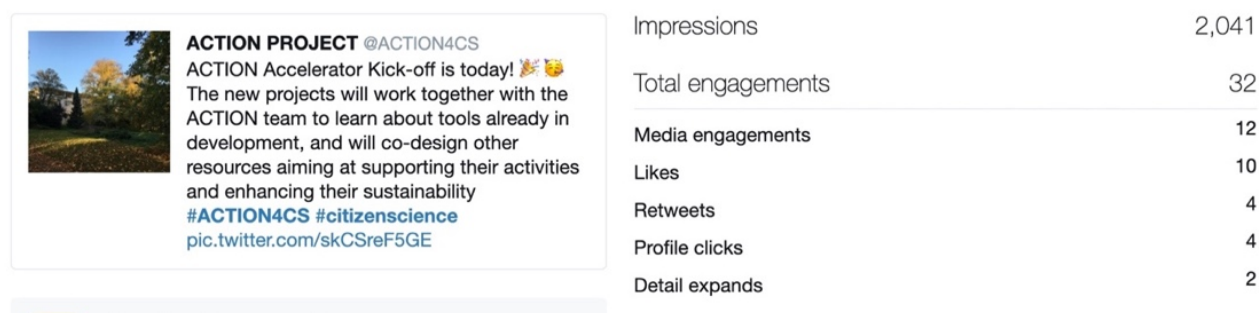 ACTION PROJECT @ACTION4CS
ACTION Accelerator Kick-off is today! 🎉🥳
The new projects will work together with the
ACTION team to learn about tools already in
development, and will co-design other
resources aiming at supporting their activities
and enhancing their sustainability
#ACTION4CS #citizenscience
pic.twitter.com/skCSreF5GE
Impressions 2,041
Total engagements 32
Media engagements 12
Likes 10
Retweets 4
Profile clicks 4
Detail expands 2